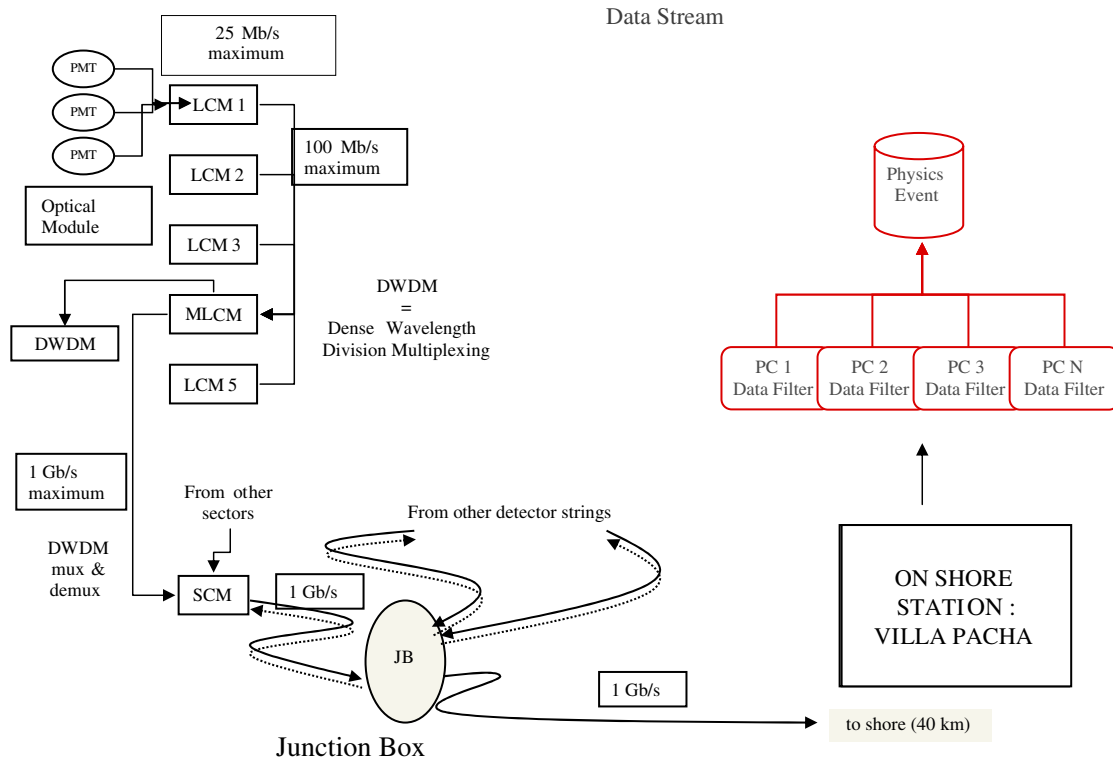 Data Stream
25 Mb/s
maximum
PMT
PMT
PMT
LCM 1
100 Mb/s
maximum
LCM 2
Optical
Module
LCM 3
MLCM
DWDM
LCM 5
DWDM
=
Dense Wavelength
Division Multiplexing
Physics
Event
PC 1
Data Filter
PC 2
Data Filter
PC 3
Data Filter
PC N
Data Filter
1 Gb/s
maximum
From other
sectors
From other detector strings
DWDM
mux &
demux
SCM
1 Gb/s
ON SHORE
STATION :
VILLA PACHA
JB
1 Gb/s
to shore (40 km)
Junction Box